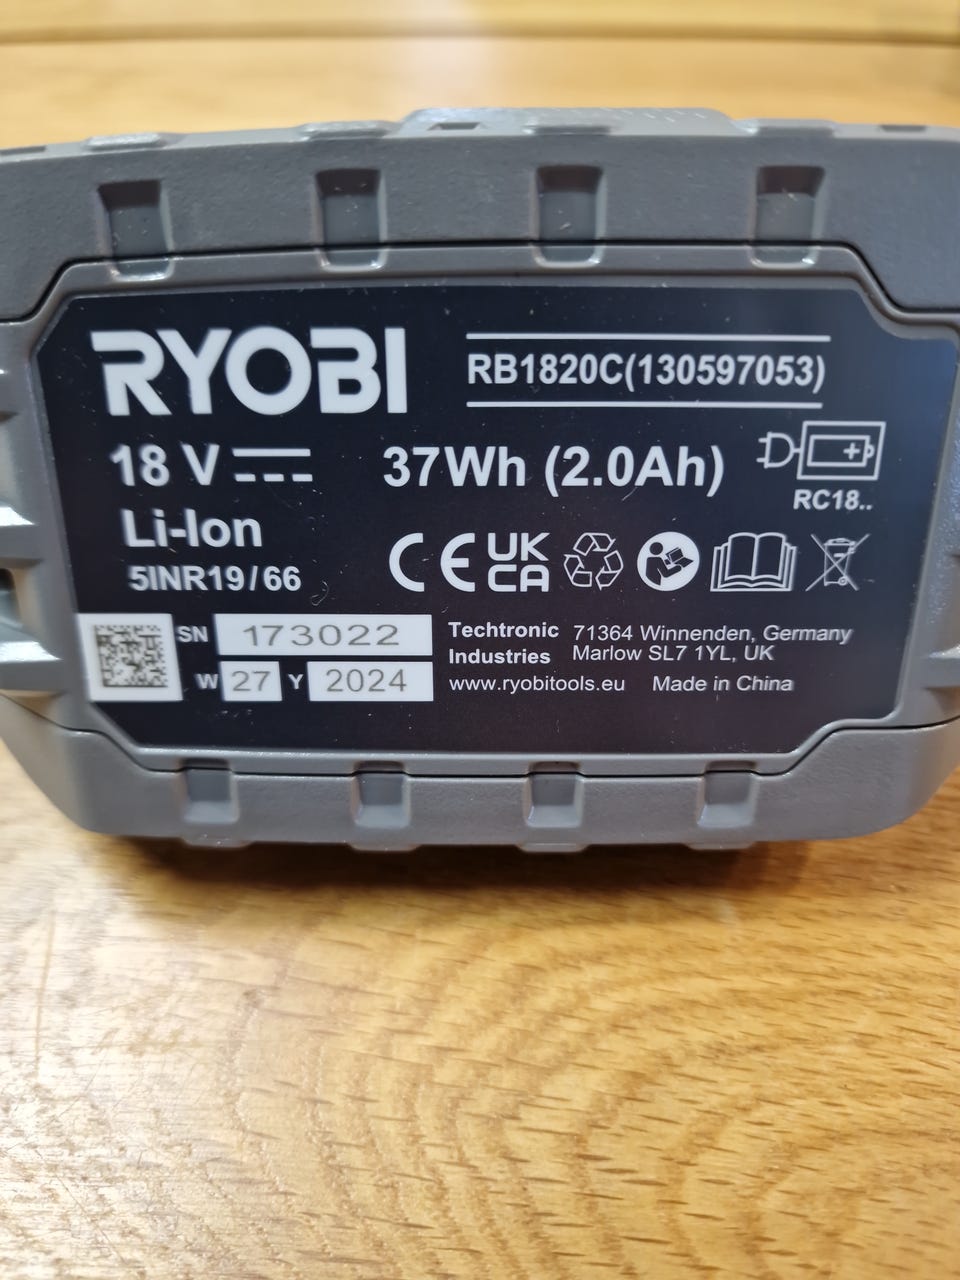 RYOBI
RB1820C(130597053)
18 V
37Wh (2.0Ah)
RC18..
Li-Ion
5INR19/66
CE UK CA
SN 173022
W 27 Y 2024
Techtronic Industries
71364 Winnenden, Germany
Marlow SL7 1YL, UK
www.ryobitools.eu Made in China